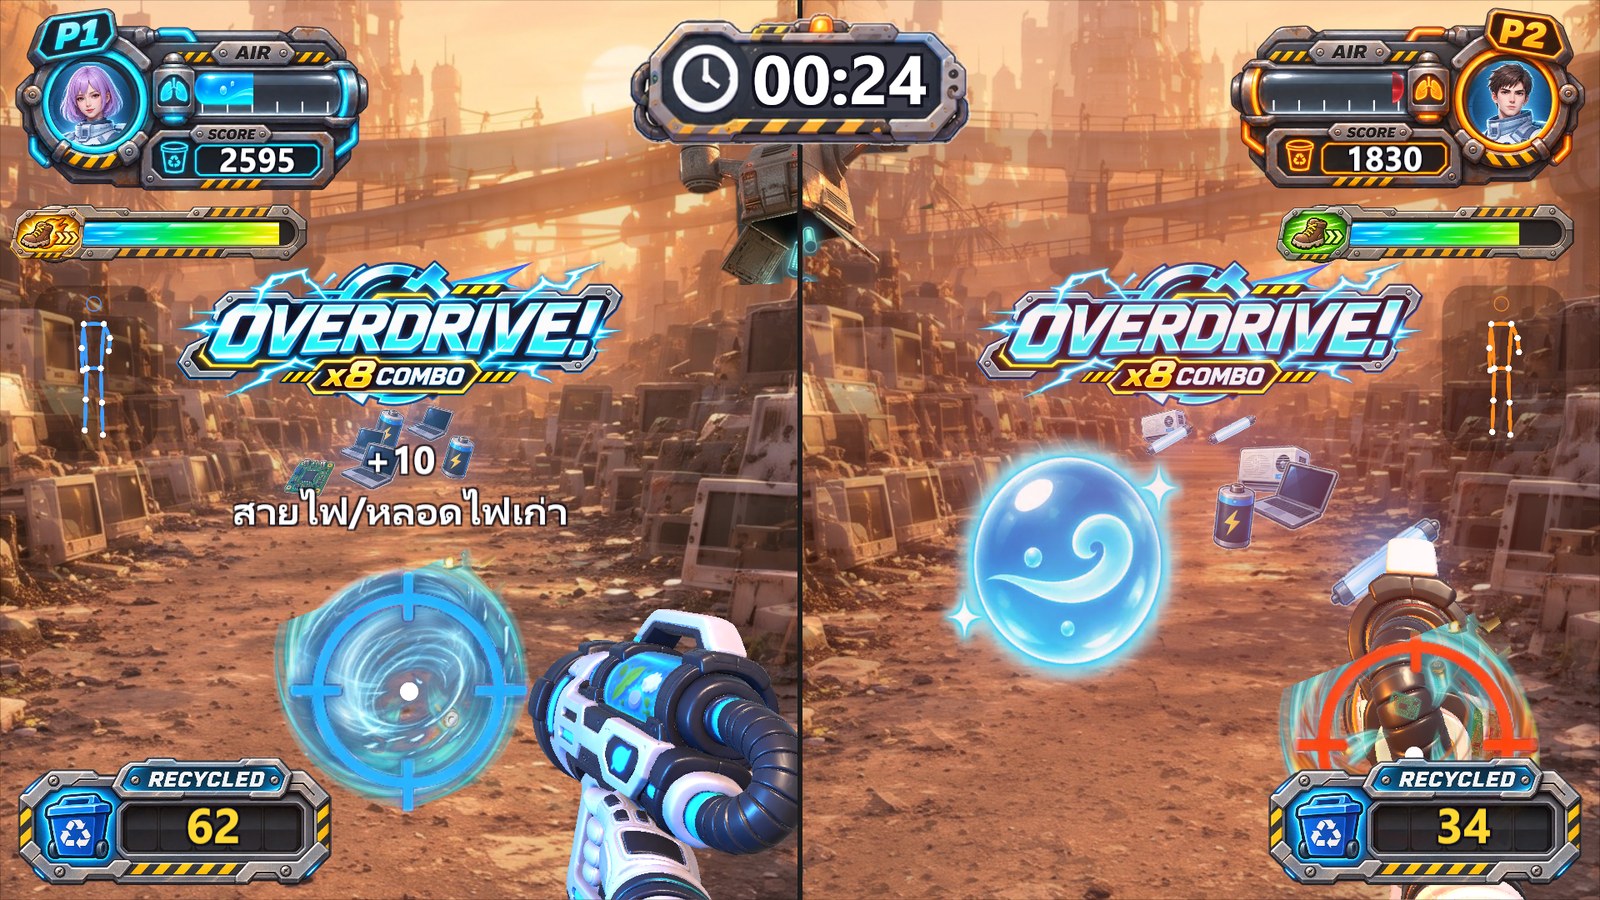 P1
AIR
SCORE
2595
00:24
AIR
P2
SCORE
1830
OVERDRIVE!
x8 COMBO
OVERDRIVE!
x8 COMBO
+10
สายไฟ/หลอดไฟเก่า
RECYCLED
62
RECYCLED
34